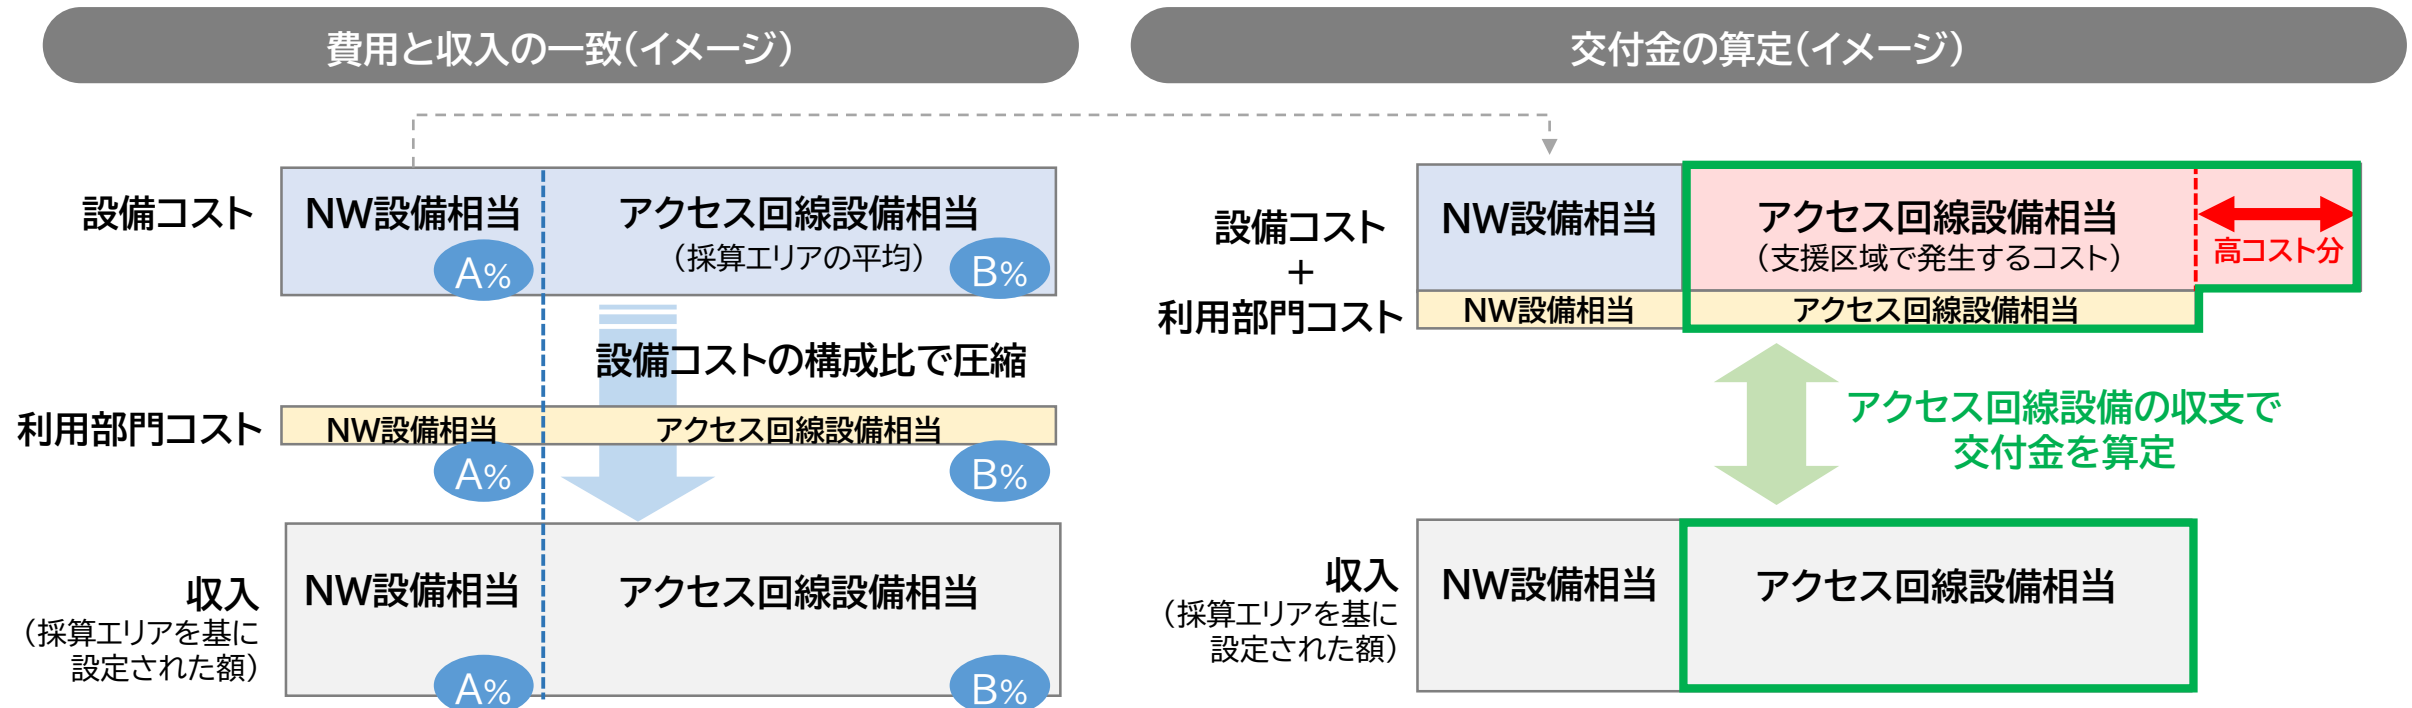 費用と収入の一致(イメージ)
設備コスト
NW設備相当
A%
アクセス回線設備相当
(採算エリアの平均)
B%
設備コストの構成比で圧縮
利用部門コスト
NW設備相当
A%
アクセス回線設備相当
B%
収入
(採算エリアを基に
設定された額)
NW設備相当
A%
アクセス回線設備相当
B%
交付金の算定(イメージ)
設備コスト
+
利用部門コスト
NW設備相当
アクセス回線設備相当
(支援区域で発生するコスト)
高コスト分
NW設備相当
アクセス回線設備相当
アクセス回線設備の収支で
交付金を算定
収入
(採算エリアを基に
設定された額)
NW設備相当
アクセス回線設備相当